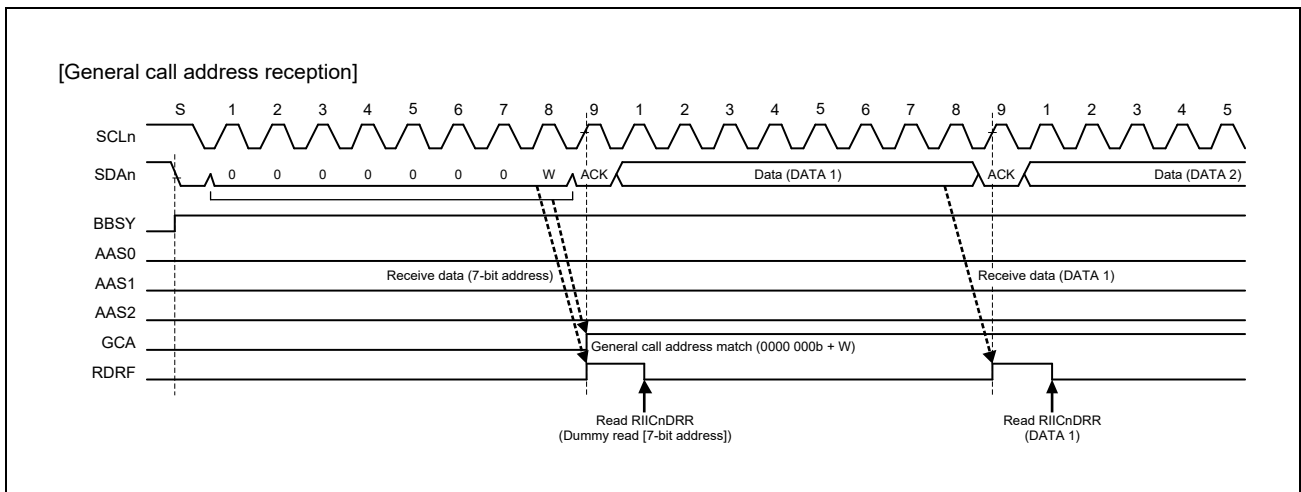 [General call address reception]
S 1 2 3 4 5 6 7 8 9 1 2 3 4 5 6 7 8 9 1 2 3 4 5
SCLn
SDAn 0 0 0 0 0 0 0 W ACK Data (DATA 1) ACK Data (DATA 2)
BBSY
AAS0
Receive data (7-bit address) Receive data (DATA 1)
AAS1
AAS2
GCA
General call address match (0000 000b + W)
RDRF
Read RIICnDRR Read RIICnDRR
(Dummy read [7-bit address]) (DATA 1)